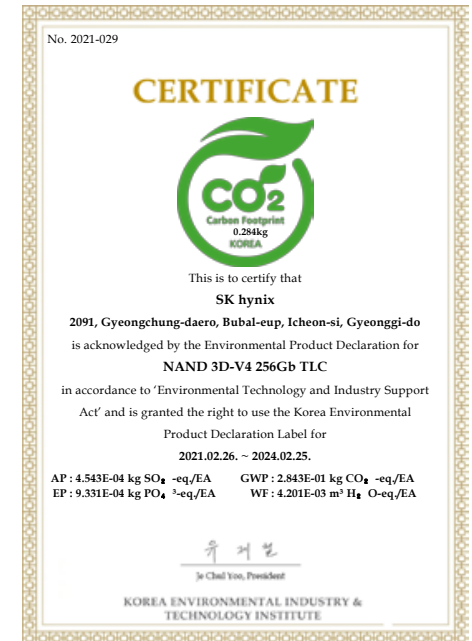 No. 2021-029
CERTIFICATE
CO2
Carbon Footprint
0.284kg
KOREA
This is to certify that
SK hynix
2091, Gyeongchung-daero, Bubal-eup, Icheon-si, Gyeonggi-do
is acknowledged by the Environmental Product Declaration for
NAND 3D-V4 256Gb TLC
in accordance to ‘Environmental Technology and Industry Support
Act’ and is granted the right to use the Korea Environmental
Product Declaration Label for
2021.02.26. ~ 2024.02.25.
AP : 4.543E-04 kg SO₂ -eq./EA GWP : 2.843E-01 kg CO₂ -eq./EA
EP : 9.331E-04 kg PO₄ ³-eq./EA WF : 4.201E-03 m³ H₂ O-eq./EA
유제철
Je Chul Yoo, President
KOREA ENVIRONMENTAL INDUSTRY &
TECHNOLOGY INSTITUTE